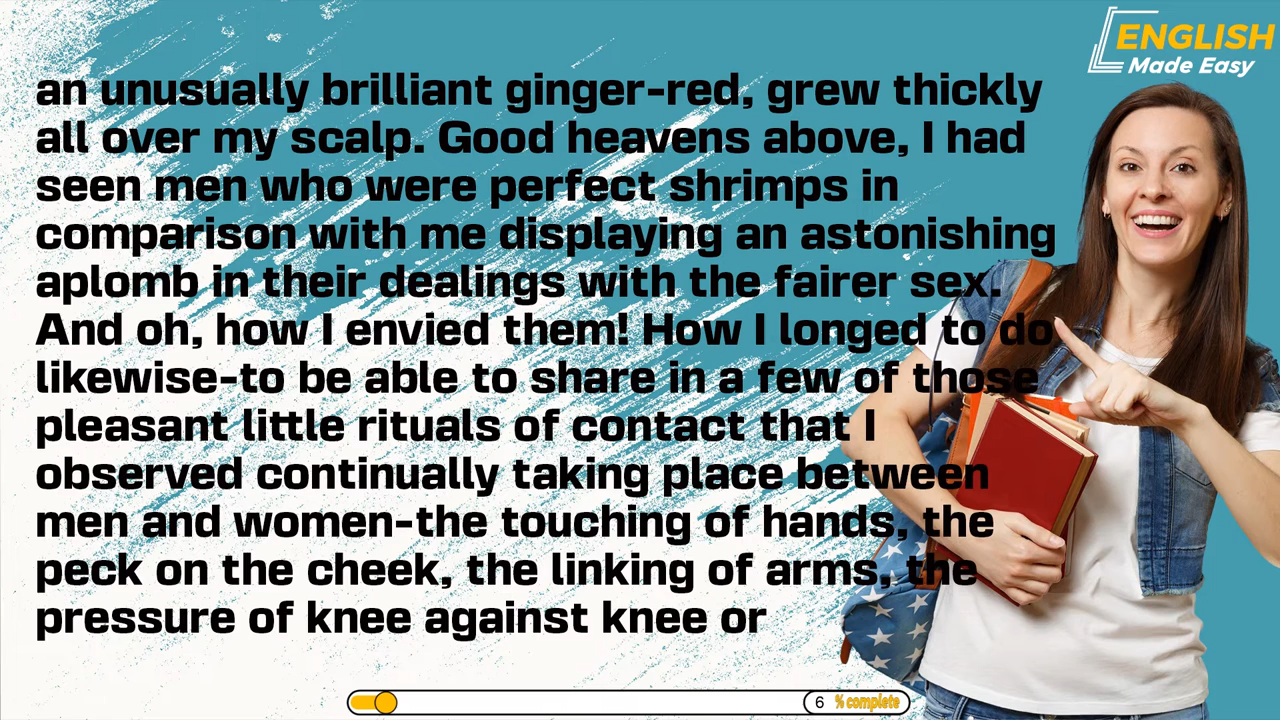 ENGLISH
Made Easy
an unusually brilliant ginger-red, grew thickly
all over my scalp. Good heavens above, I had
seen men who were perfect shrimps in
comparison with me displaying an astonishing
aplomb in their dealings with the fairer sex.
And oh, how I envied them! How I longed to do
likewise-to be able to share in a few of those
pleasant little rituals of contact that I
observed continually taking place between
men and women-the touching of hands, the
peck on the cheek, the linking of arms, the
pressure of knee against knee or
6 % complete